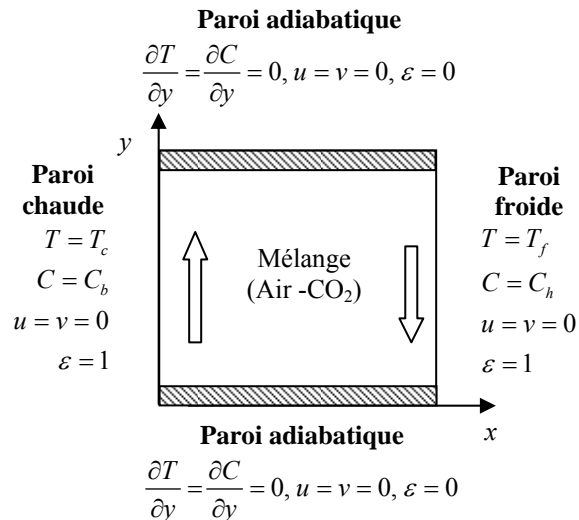 Paroi adiabatique
∂T/∂y = ∂C/∂y = 0, u = v = 0, ε = 0
y
Paroi
chaude
T = T_c
C = C_b
u = v = 0
ε = 1
Mélange
(Air -CO₂)
Paroi
froide
T = T_f
C = C_h
u = v = 0
ε = 1
x
Paroi adiabatique
∂T/∂y = ∂C/∂y = 0, u = v = 0, ε = 0